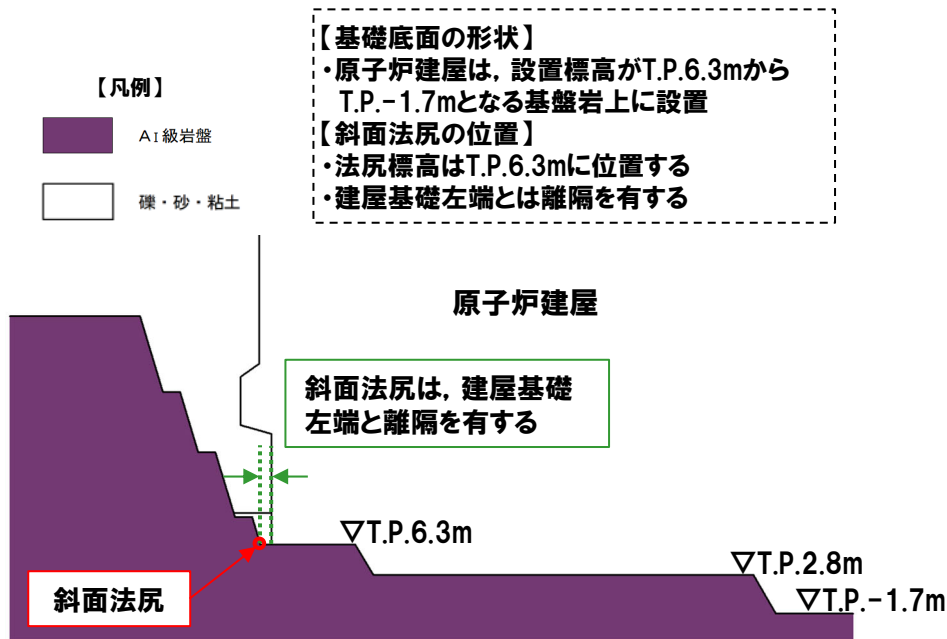 【基礎底面の形状】
・原子炉建屋は，設置標高がT.P.6.3mから
T.P.-1.7mとなる基盤岩上に設置
【斜面法尻の位置】
・法尻標高はT.P.6.3mに位置する
・建屋基礎左端とは離隔を有する
【凡例】
AⅠ級岩盤
礫・砂・粘土
原子炉建屋
斜面法尻は，建屋基礎
左端と離隔を有する
▽T.P.6.3m
▽T.P.2.8m
▽T.P.-1.7m
斜面法尻